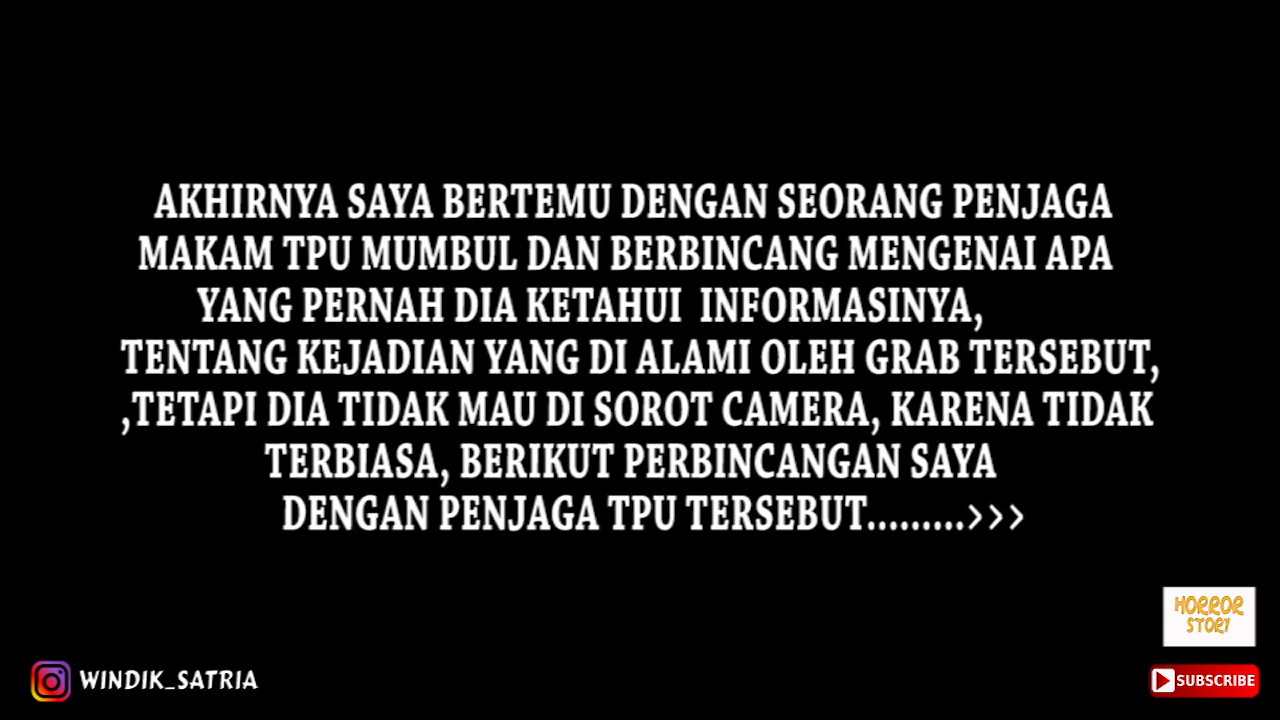 AKHIRNYA SAYA BERTEMU DENGAN SEORANG PENJAGA
MAKAM TPU MUMBUL DAN BERBINCANG MENGENAI APA
YANG PERNAH DIA KETAHUI INFORMASINYA,
TENTANG KEJADIAN YANG DI ALAMI OLEH GRAB TERSEBUT,
,TETAPI DIA TIDAK MAU DI SOROT CAMERA, KARENA TIDAK
TERBIASA, BERIKUT PERBINCANGAN SAYA
DENGAN PENJAGA TPU TERSEBUT.........>>>
HORROR
STORY
WINDIK_SATRIA
SUBSCRIBE